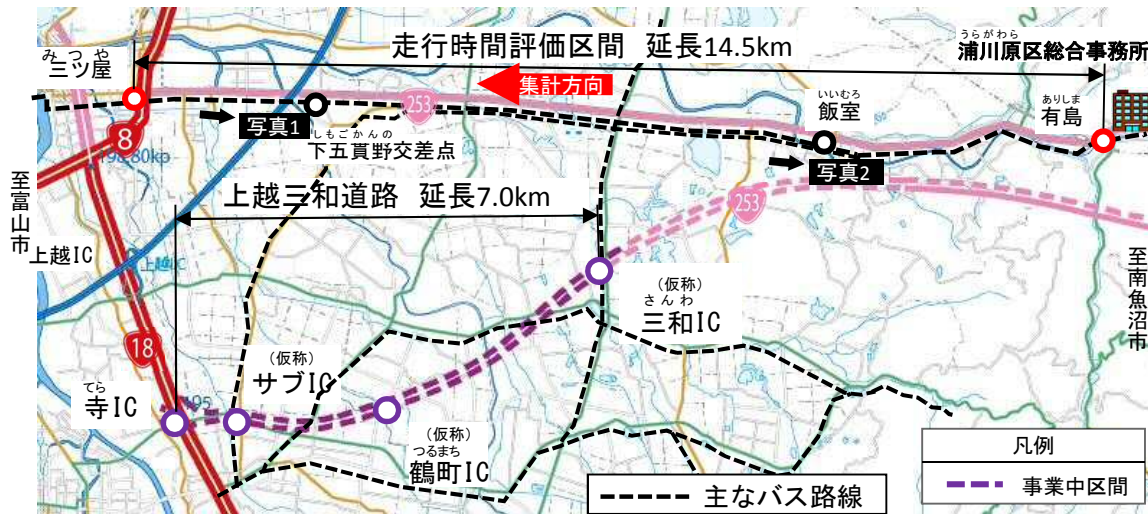 走行時間評価区間 延長14.5km
うらがわら
浦川原区総合事務所
みつや
三ツ屋
集計方向
253
いいむろ
飯室
ありしま
有島
写真1
しもごかんの
下五貫野交差点
8
198.80kp
写真2
上越三和道路 延長7.0km
253
至富山市
上越IC
上越IC
至南魚沼市
(仮称)
さんわ
三和IC
18
(仮称)
サブIC
てら
寺IC
195
(仮称)
つるまち
鶴町IC
凡例
主なバス路線
事業中区間